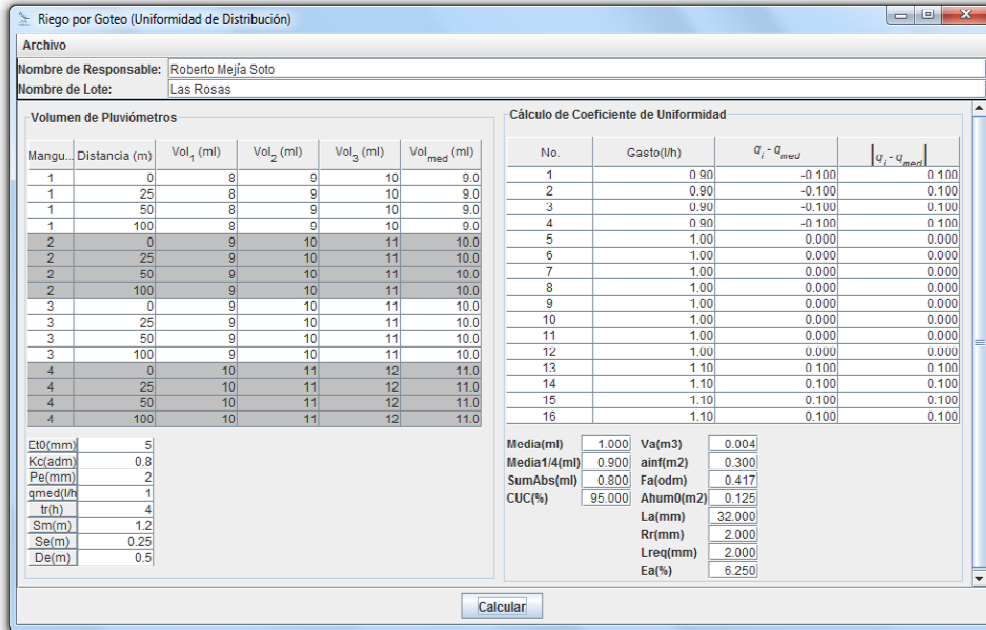 Riego por Goteo (Uniformidad de Distribución)
Archivo
Nombre de Responsable: Roberto Mejía Soto
Nombre de Lote: Las Rosas
Volumen de Pluviómetros
Mangu... Distancia (m) Vol1 (ml) Vol2 (ml) Vol3 (ml) Volmed (ml)
1 0 8 9 10 9.0
1 25 8 9 10 9.0
1 50 8 9 10 9.0
1 100 8 9 10 9.0
2 0 9 10 11 10.0
2 25 9 10 11 10.0
2 50 9 10 11 10.0
2 100 9 10 11 10.0
3 0 9 10 11 10.0
3 25 9 10 11 10.0
3 50 9 10 11 10.0
3 100 9 10 11 10.0
4 0 10 11 12 11.0
4 25 10 11 12 11.0
4 50 10 11 12 11.0
4 100 10 11 12 11.0
Et0(mm) 5
Kc(adm) 0.8
Pe(mm) 2
qmed(l/h 1
tr(h) 4
Sm(m) 1.2
Se(m) 0.25
De(m) 0.5
Cálculo de Coeficiente de Uniformidad
No. Gasto(l/h) qi - qmed |qi - qmed|
1 0.90 -0.100 0.100
2 0.90 -0.100 0.100
3 0.90 -0.100 0.100
4 0.90 -0.100 0.100
5 1.00 0.000 0.000
6 1.00 0.000 0.000
7 1.00 0.000 0.000
8 1.00 0.000 0.000
9 1.00 0.000 0.000
10 1.00 0.000 0.000
11 1.00 0.000 0.000
12 1.00 0.000 0.000
13 1.10 0.100 0.100
14 1.10 0.100 0.100
15 1.10 0.100 0.100
16 1.10 0.100 0.100
Media(ml) 1.000 Va(m3) 0.004
Media1/4(ml) 0.900 ainf(m2) 0.300
SumAbs(ml) 0.800 Fa(odm) 0.417
CUC(%) 95.000 Ahum0(m2) 0.125
La(mm) 32.000
Rr(mm) 2.000
Lreq(mm) 2.000
Ea(%) 6.250
Calcular